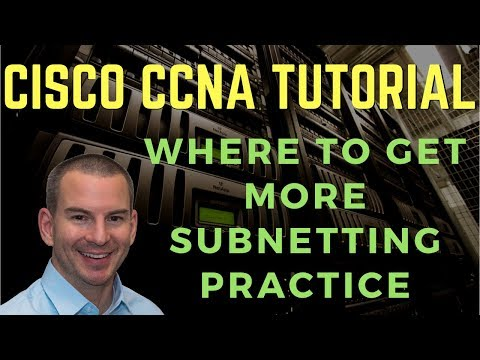 CISCO CCNA TUTORIAL
WHERE TO GET
MORE
SUBNETTING
PRACTICE